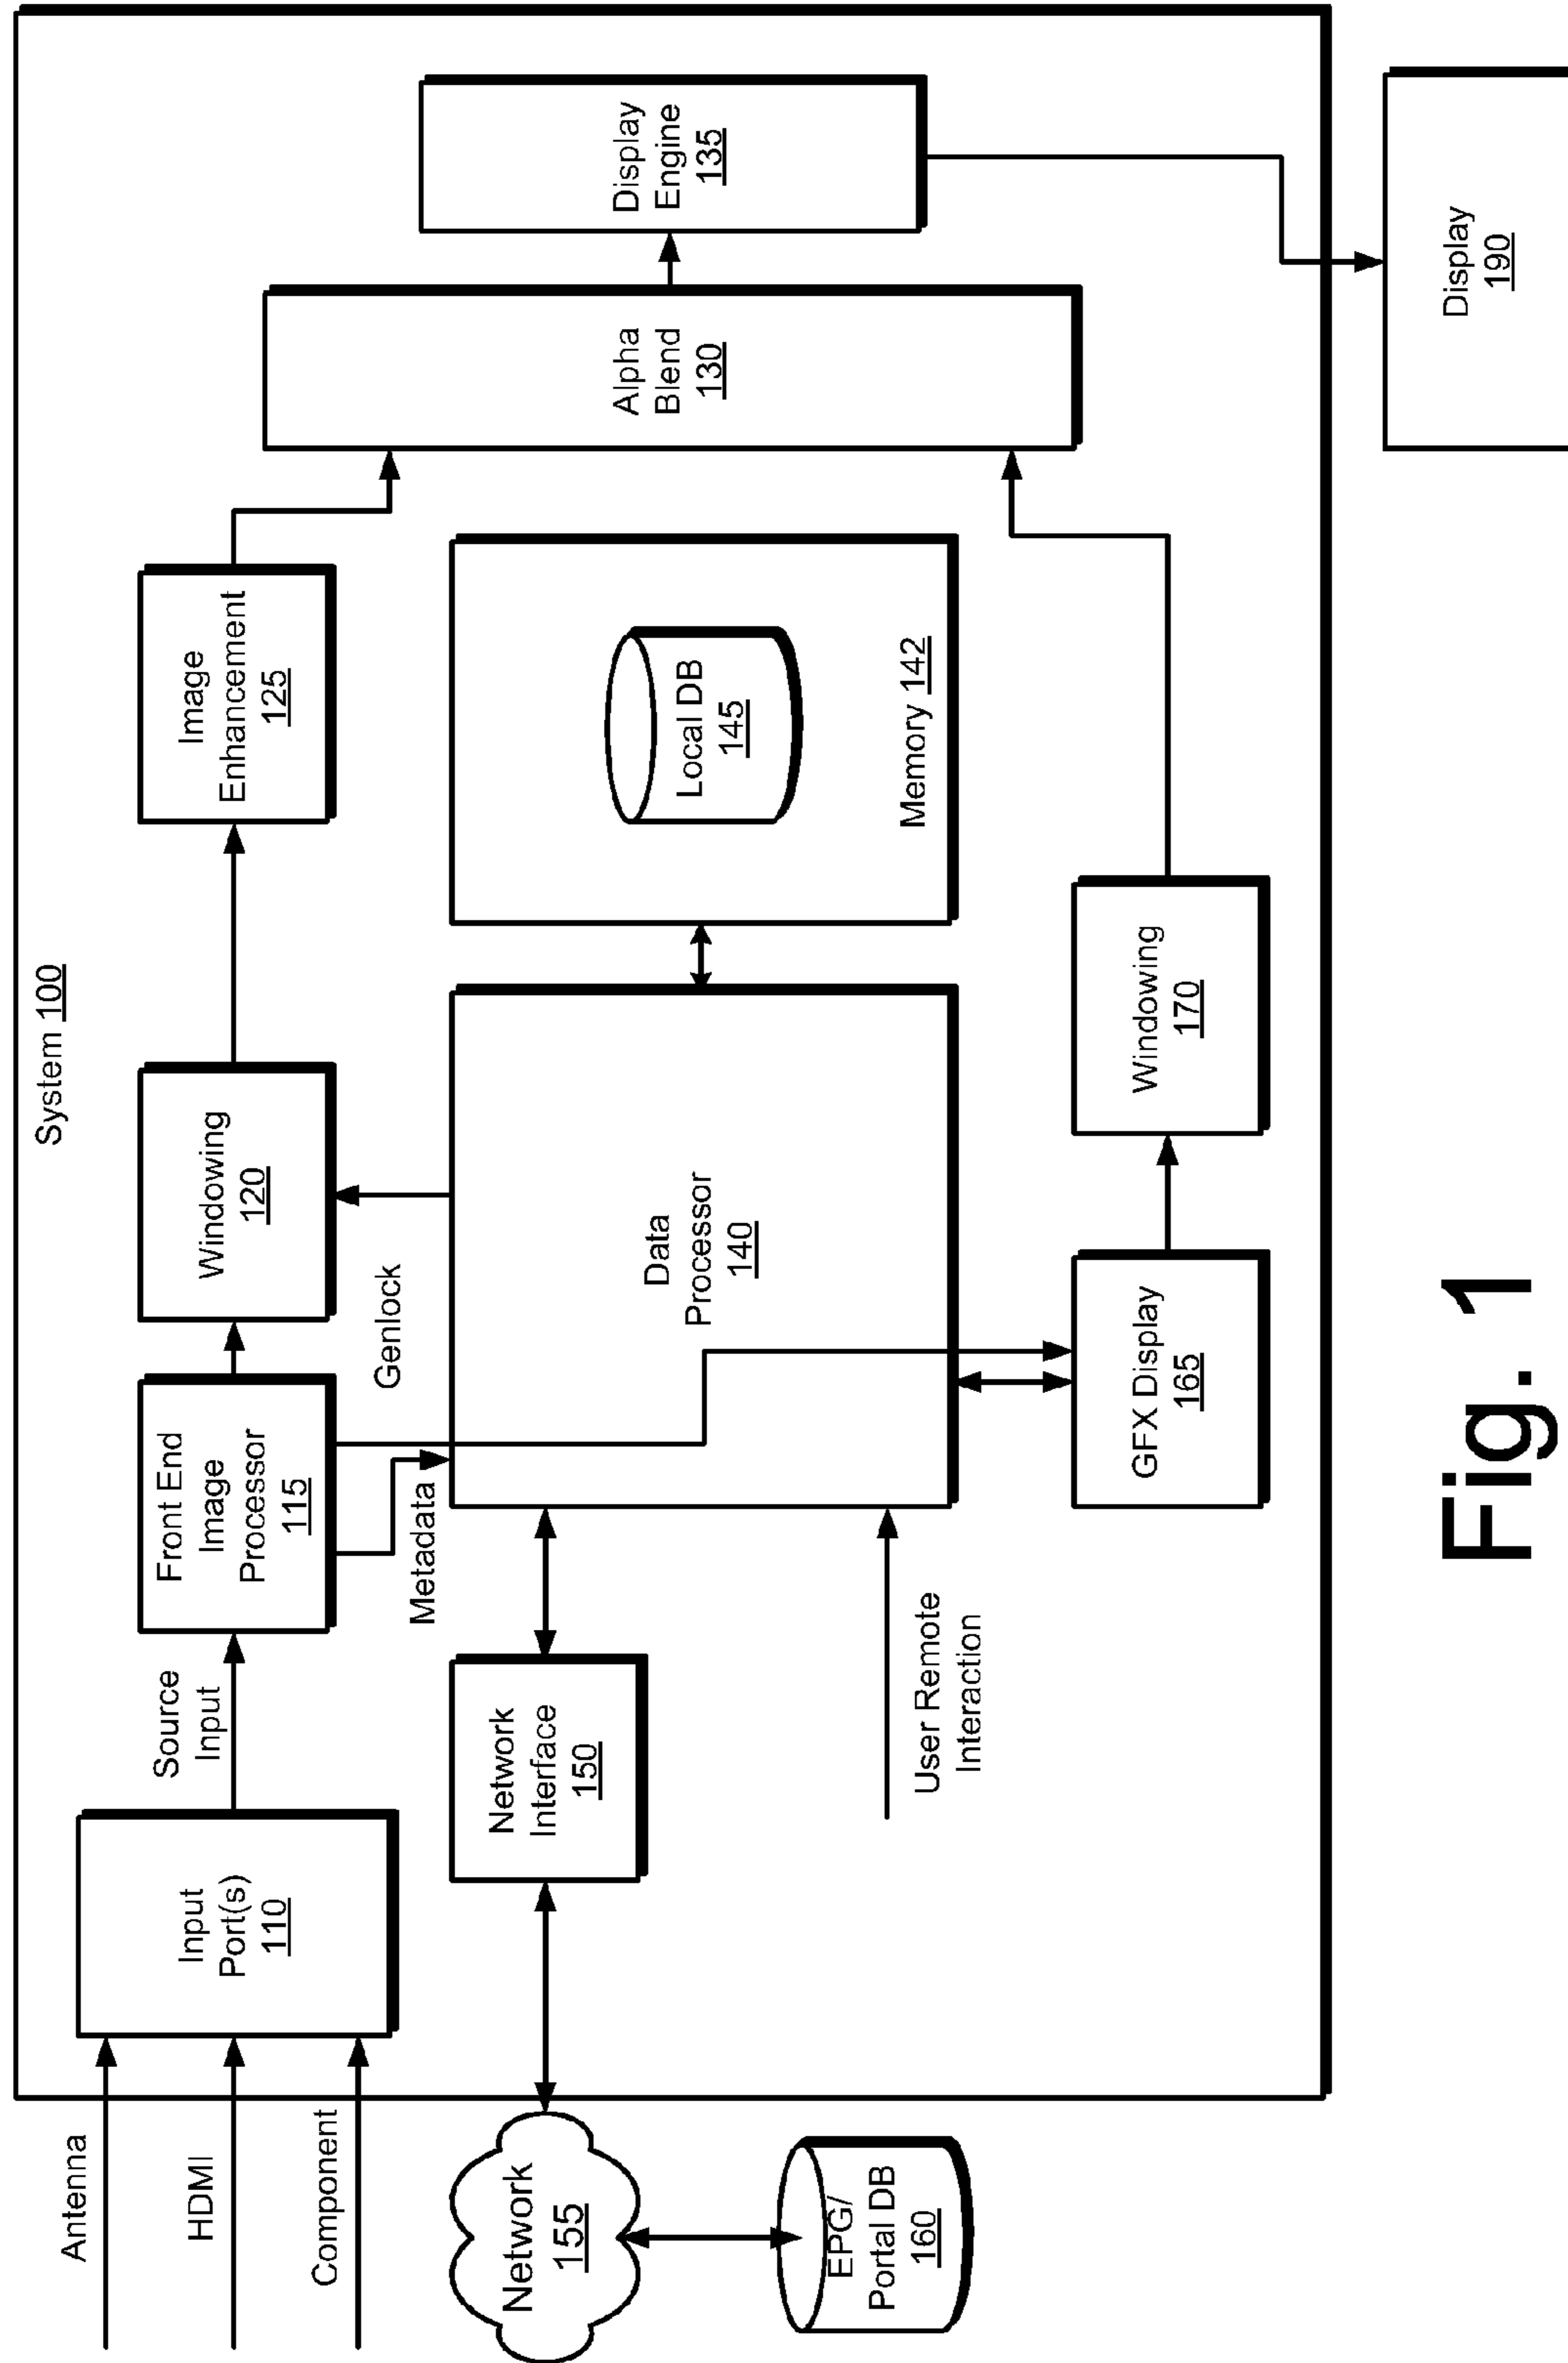 System 100
Antenna
HDMI
Component
Input
Port(s)
110
Source
Input
Front End
Image
Processor
115
Windowing
120
Image
Enhancement
125
Metadata
Genlock
Network
155
Network
Interface
150
Data
Processor
140
Local DB
145
Memory 142
Alpha
Blend
130
Display
Engine
135
EPG/
Portal DB
160
User Remote
Interaction
GFX Display
165
Windowing
170
Display
190
Fig. 1